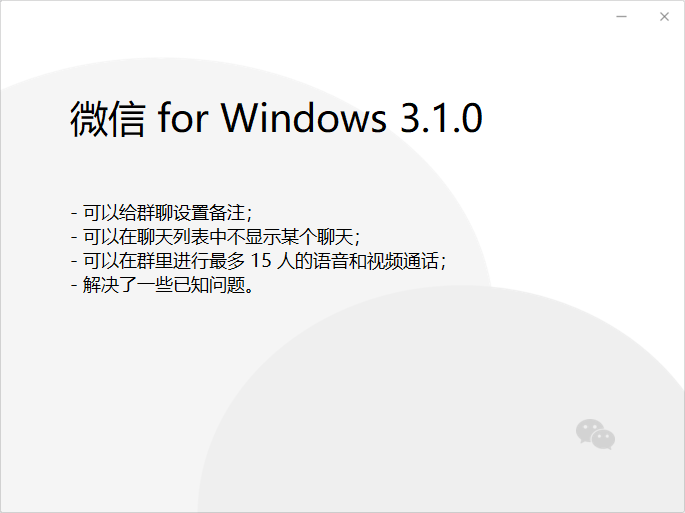 微信 for Windows 3.1.0
- 可以给群聊设置备注；
- 可以在聊天列表中不显示某个聊天；
- 可以在群里进行最多 15 人的语音和视频通话；
- 解决了一些已知问题。